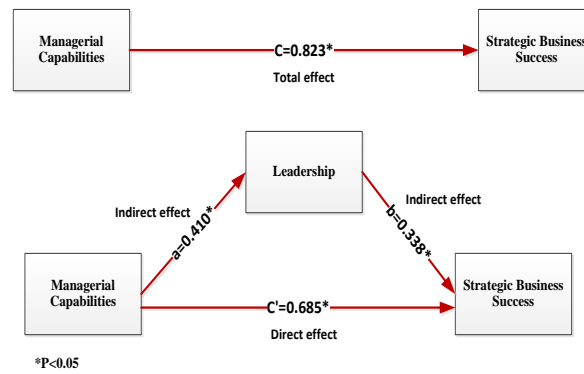 Managerial
Capabilities
C=0.823*
Total effect
Strategic Business
Success
Leadership
Indirect effect
a=0.410*
Indirect effect
b=0.338*
Managerial
Capabilities
C'=0.685*
Direct effect
Strategic Business
Success
*P<0.05